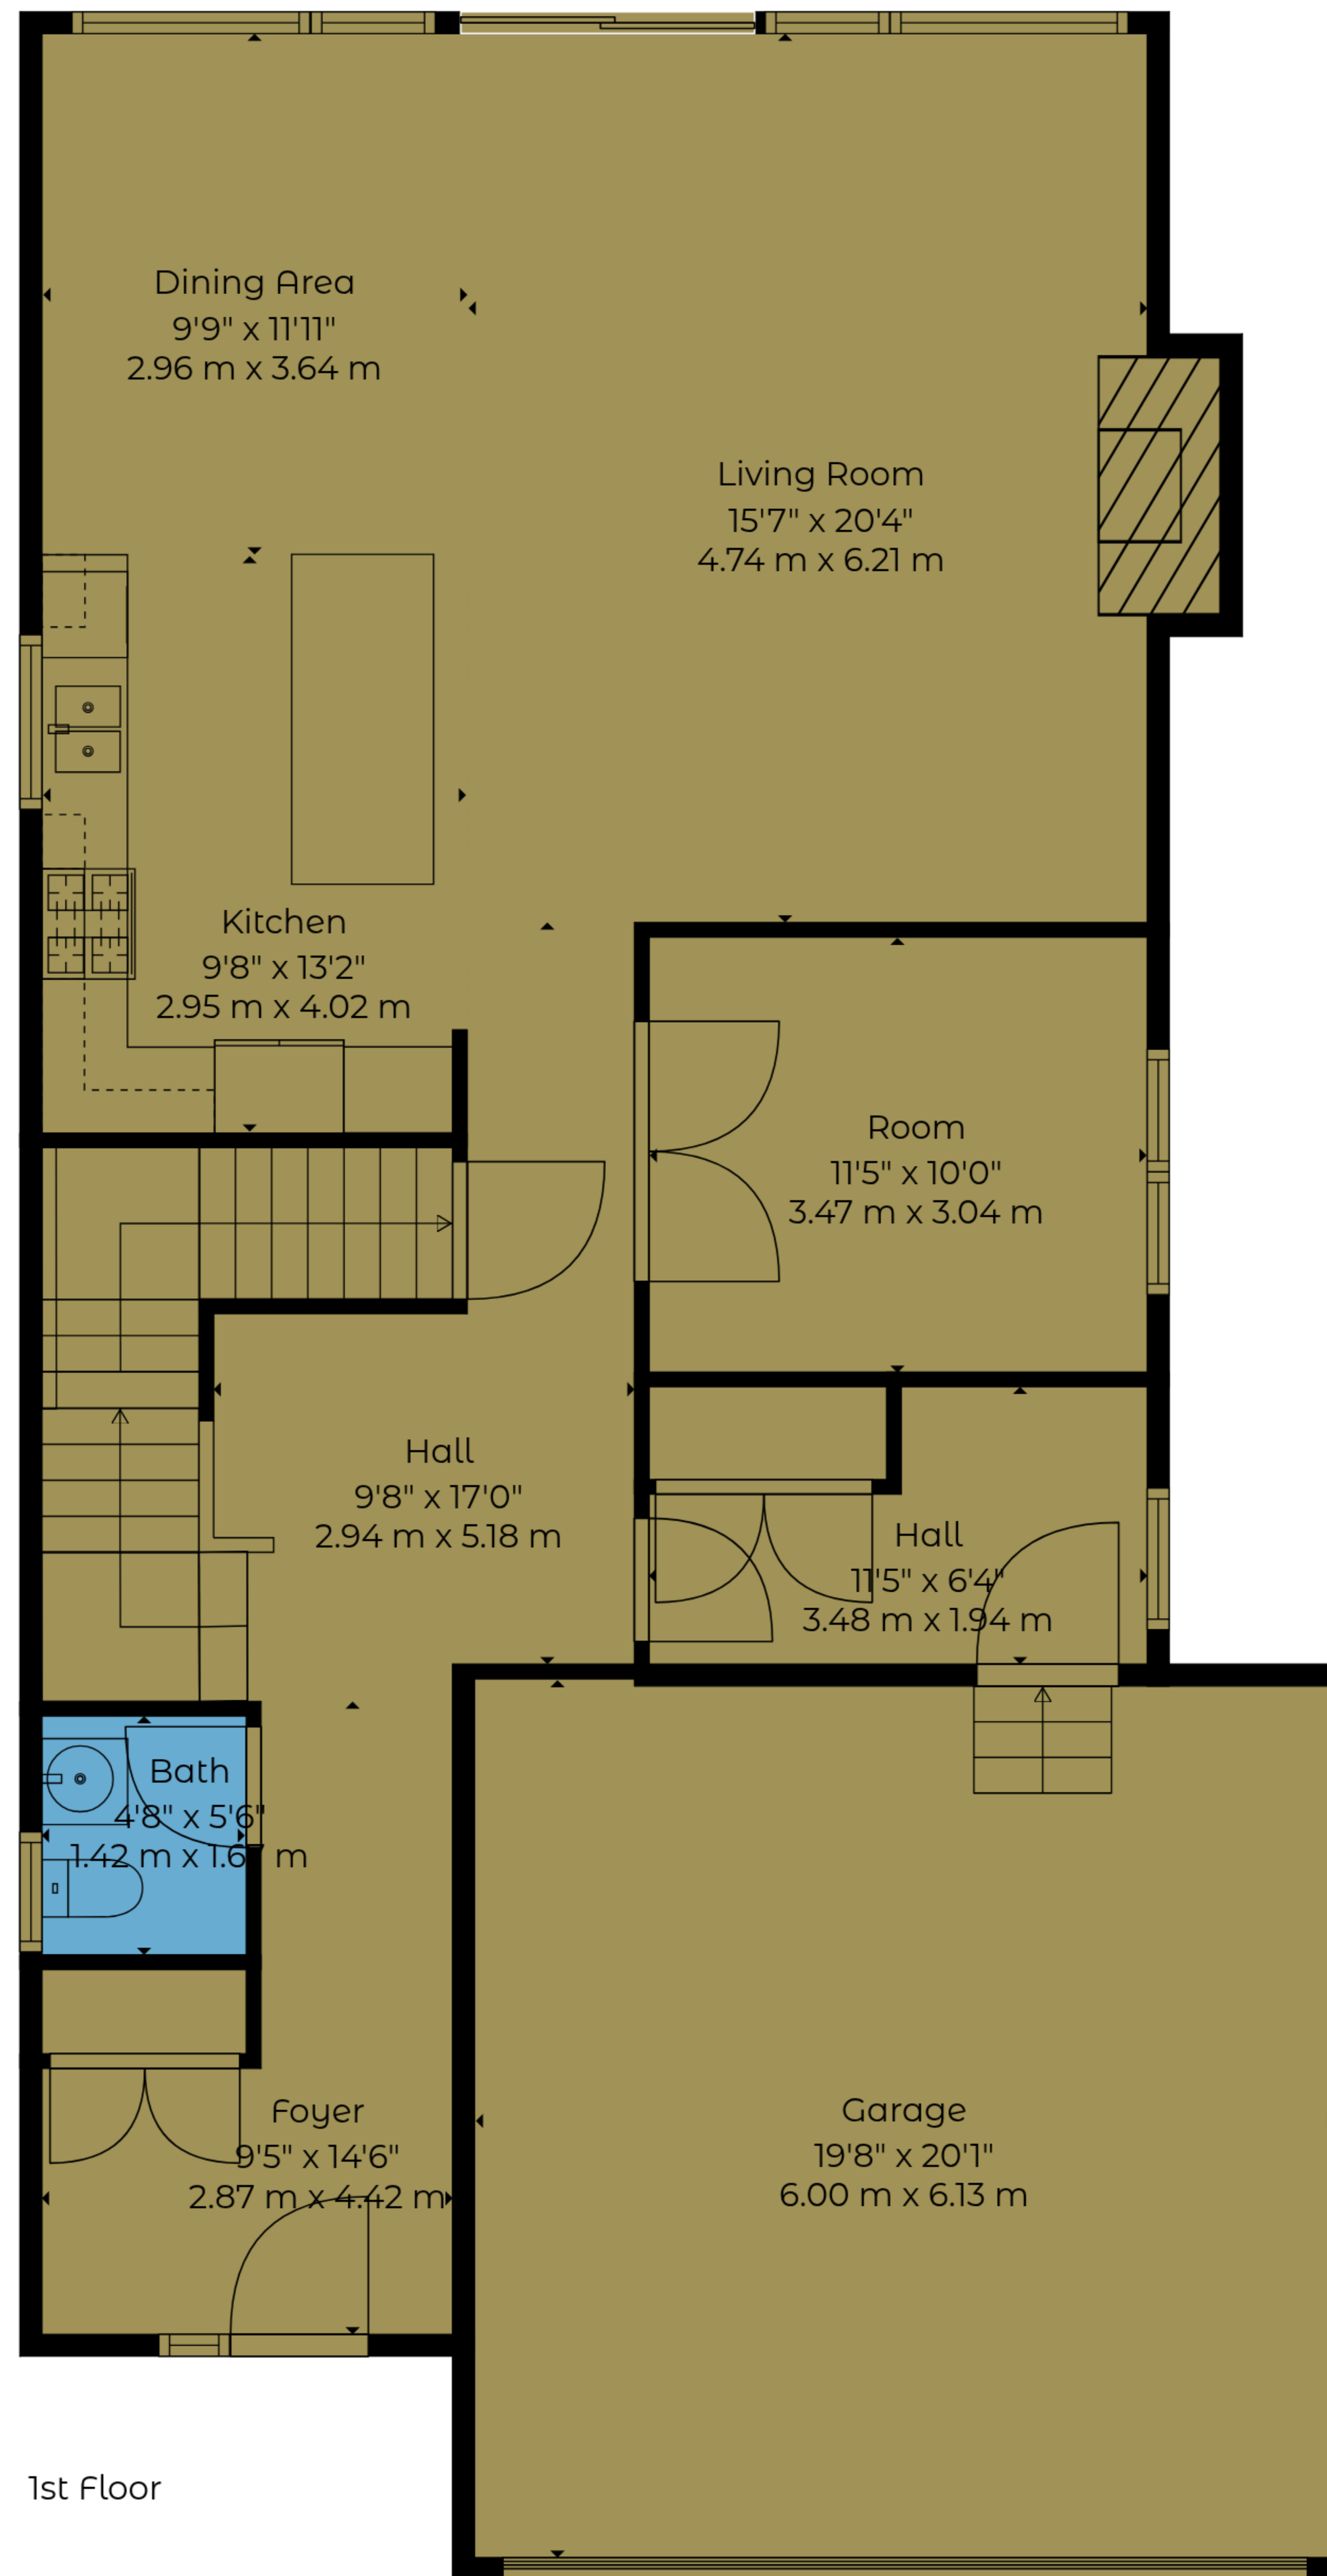 Dining Area
9'9" x 11'11"
2.96 m x 3.64 m
Living Room
15'7" x 20'4"
4.74 m x 6.21 m
Kitchen
9'8" x 13'2"
2.95 m x 4.02 m
Room
11'5" x 10'0"
3.47 m x 3.04 m
Hall
9'8" x 17'0"
2.94 m x 5.18 m
Hall
11'5" x 6'4"
3.48 m x 1.94 m
Bath
4'8" x 5'6"
1.42 m x 1.67 m
Foyer
9'5" x 14'6"
2.87 m x 4.42 m
Garage
19'8" x 20'1"
6.00 m x 6.13 m
1st Floor